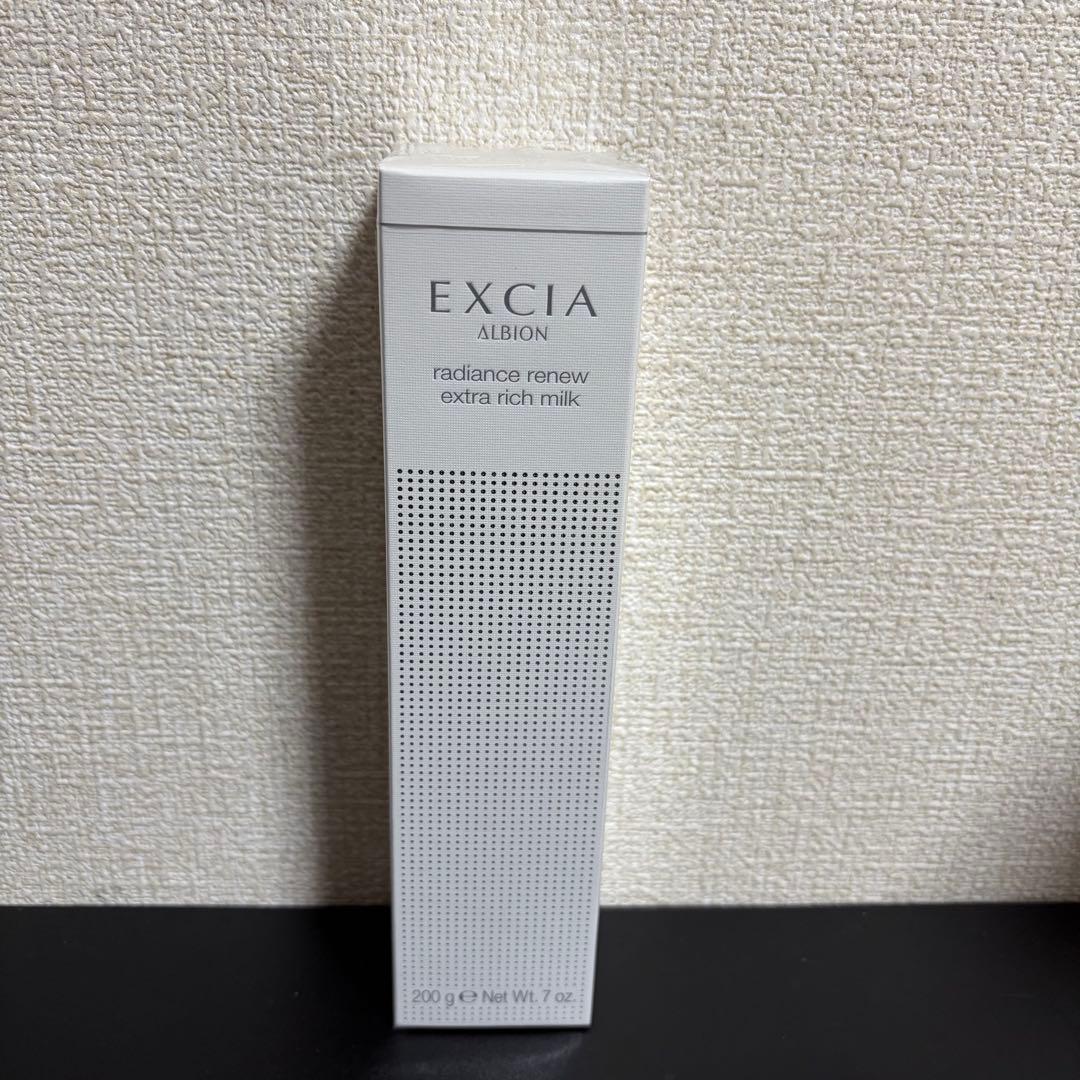 EXCIA
ALBION
radiance renew
extra rich milk
200 g ℮ Net Wt. 7 oz.